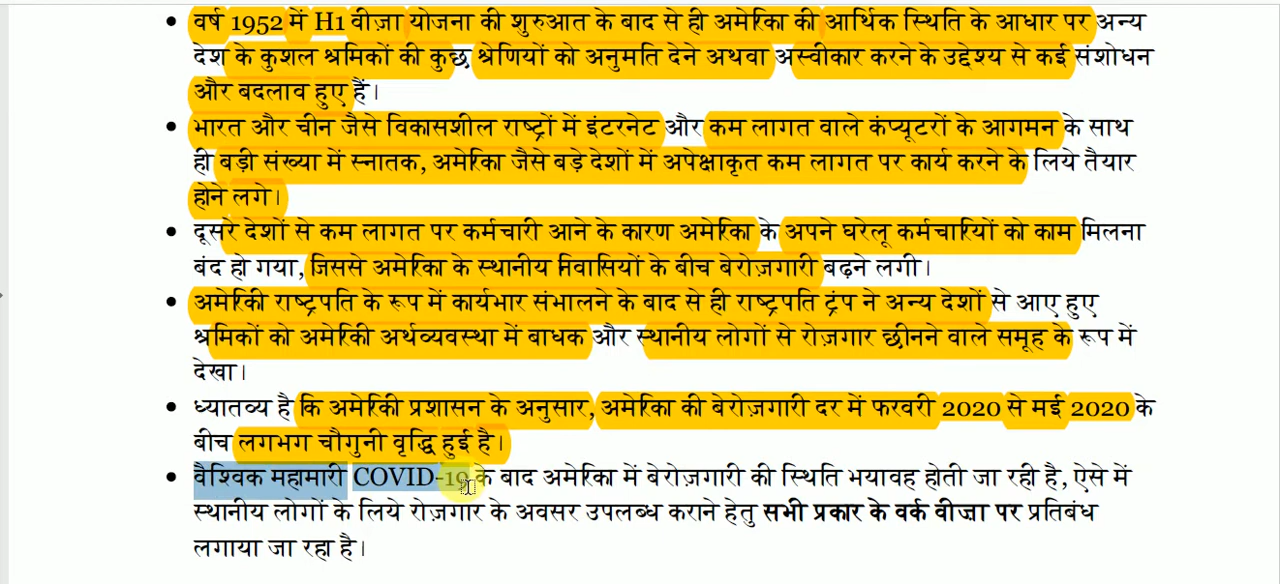 वर्ष 1952 में H1 वीज़ा योजना की शुरुआत के बाद से ही अमेरिका की आर्थिक स्थिति के आधार पर अन्य
देश के कुशल श्रमिकों की कुछ श्रेणियों को अनुमति देने अथवा अस्वीकार करने के उद्देश्य से कई संशोधन
और बदलाव हुए हैं।
भारत और चीन जैसे विकासशील राष्ट्रों में इंटरनेट और कम लागत वाले कंप्यूटरों के आगमन के साथ
ही बड़ी संख्या में स्नातक, अमेरिका जैसे बड़े देशों में अपेक्षाकृत कम लागत पर कार्य करने के लिये तैयार
होने लगे।
दूसरे देशों से कम लागत पर कर्मचारी आने के कारण अमेरिका के अपने घरेलू कर्मचारियों को काम मिलना
बंद हो गया, जिससे अमेरिका के स्थानीय निवासियों के बीच बेरोज़गारी बढ़ने लगी।
अमेरिकी राष्ट्रपति के रूप में कार्यभार संभालने के बाद से ही राष्ट्रपति ट्रंप ने अन्य देशों से आए हुए
श्रमिकों को अमेरिकी अर्थव्यवस्था में बाधक और स्थानीय लोगों से रोज़गार छीनने वाले समूह के रूप में
देखा।
ध्यातव्य है कि अमेरिकी प्रशासन के अनुसार, अमेरिका की बेरोज़गारी दर में फरवरी 2020 से मई 2020 के
बीच लगभग चौगुनी वृद्धि हुई है।
वैश्विक महामारी COVID-19 के बाद अमेरिका में बेरोज़गारी की स्थिति भयावह होती जा रही है, ऐसे में
स्थानीय लोगों के लिये रोज़गार के अवसर उपलब्ध कराने हेतु सभी प्रकार के वर्क वीज़ा पर प्रतिबंध
लगाया जा रहा है।